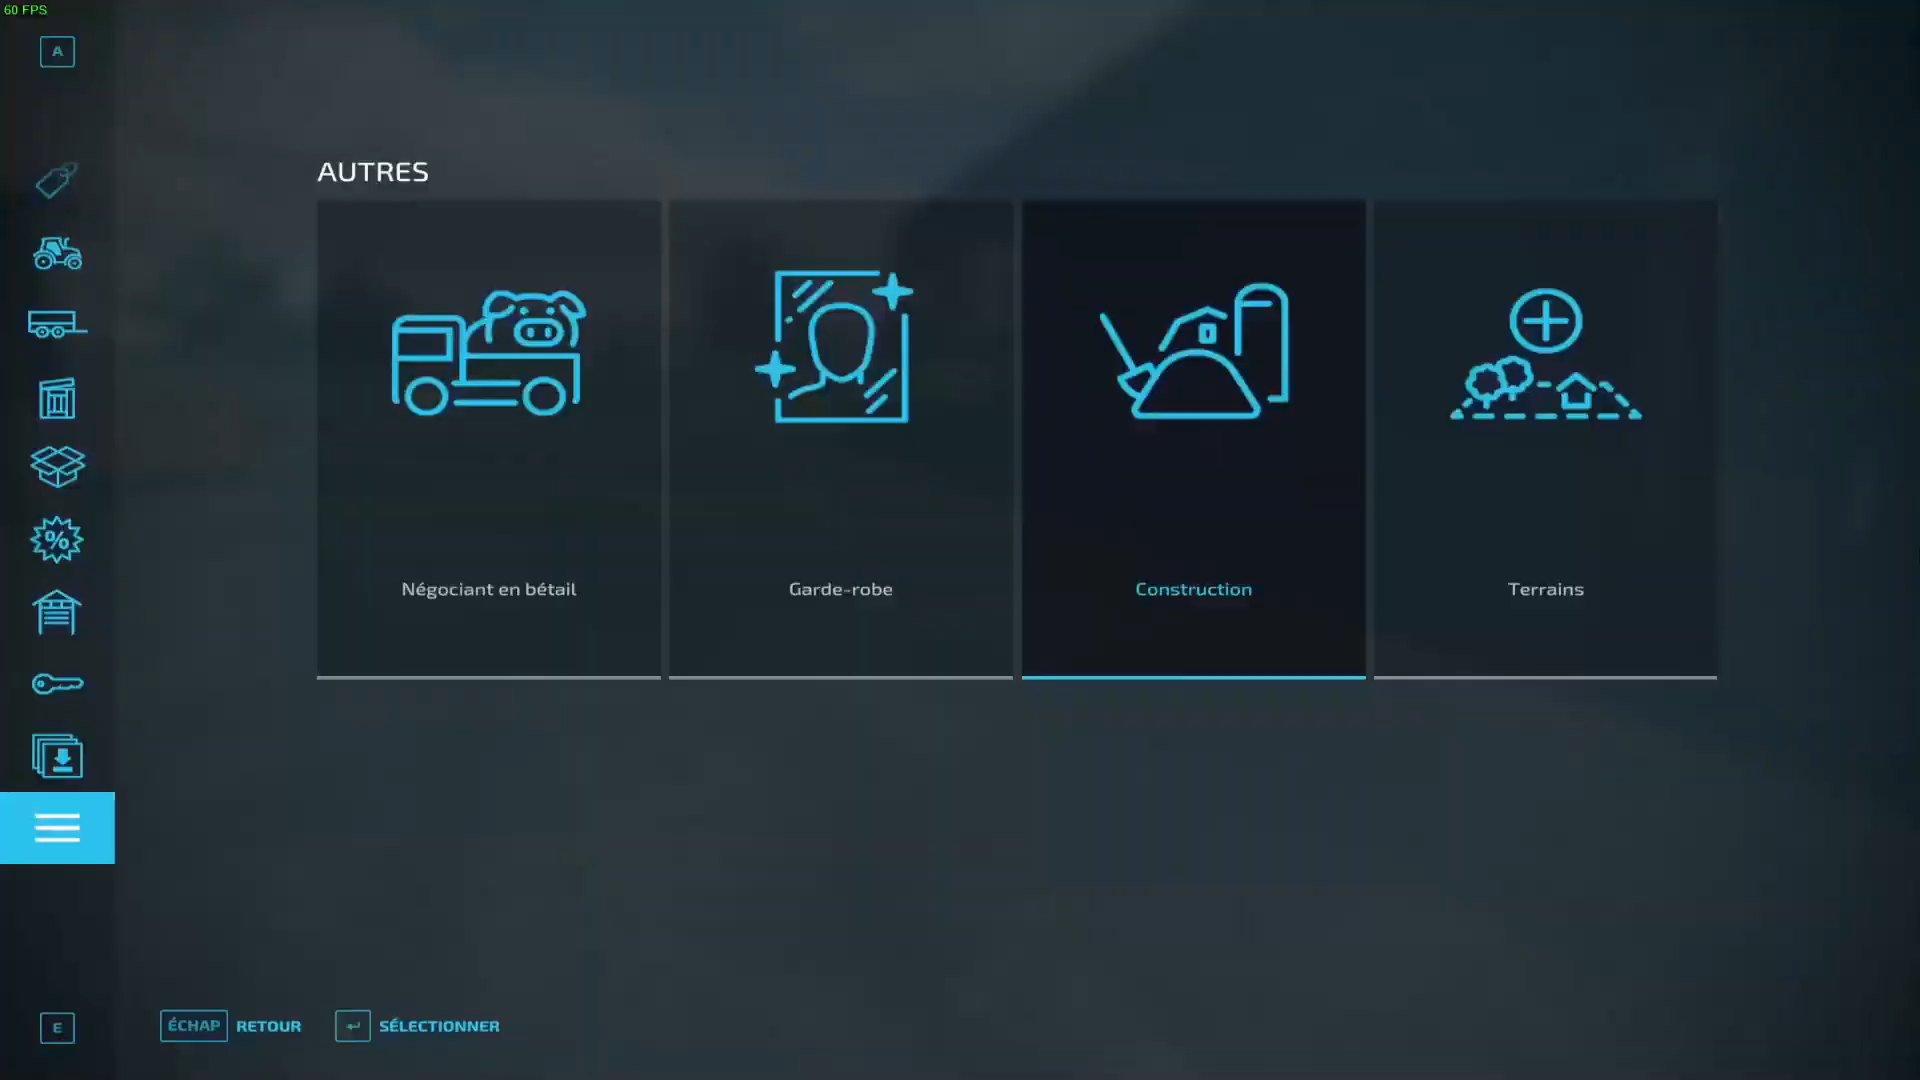 60 FPS
A
AUTRES
%
Négociant en bétail
Garde-robe
Construction
Terrains
E
ÉCHAP RETOUR
↵ SÉLECTIONNER